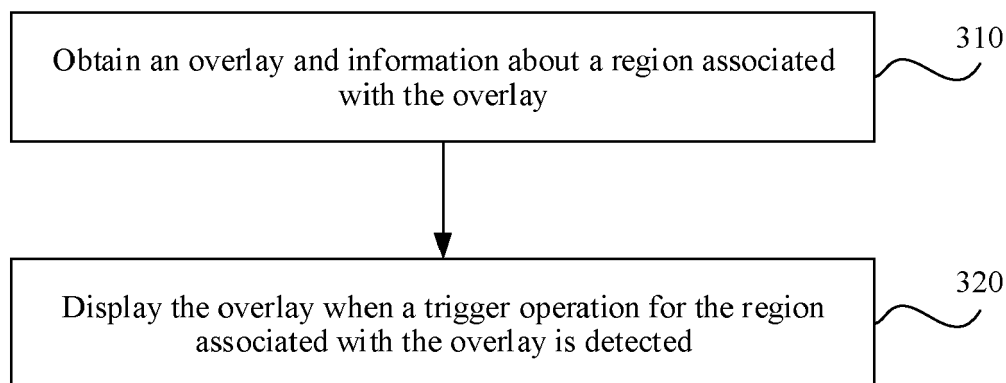 Obtain an overlay and information about a region associated
with the overlay
310
Display the overlay when a trigger operation for the region
associated with the overlay is detected
320